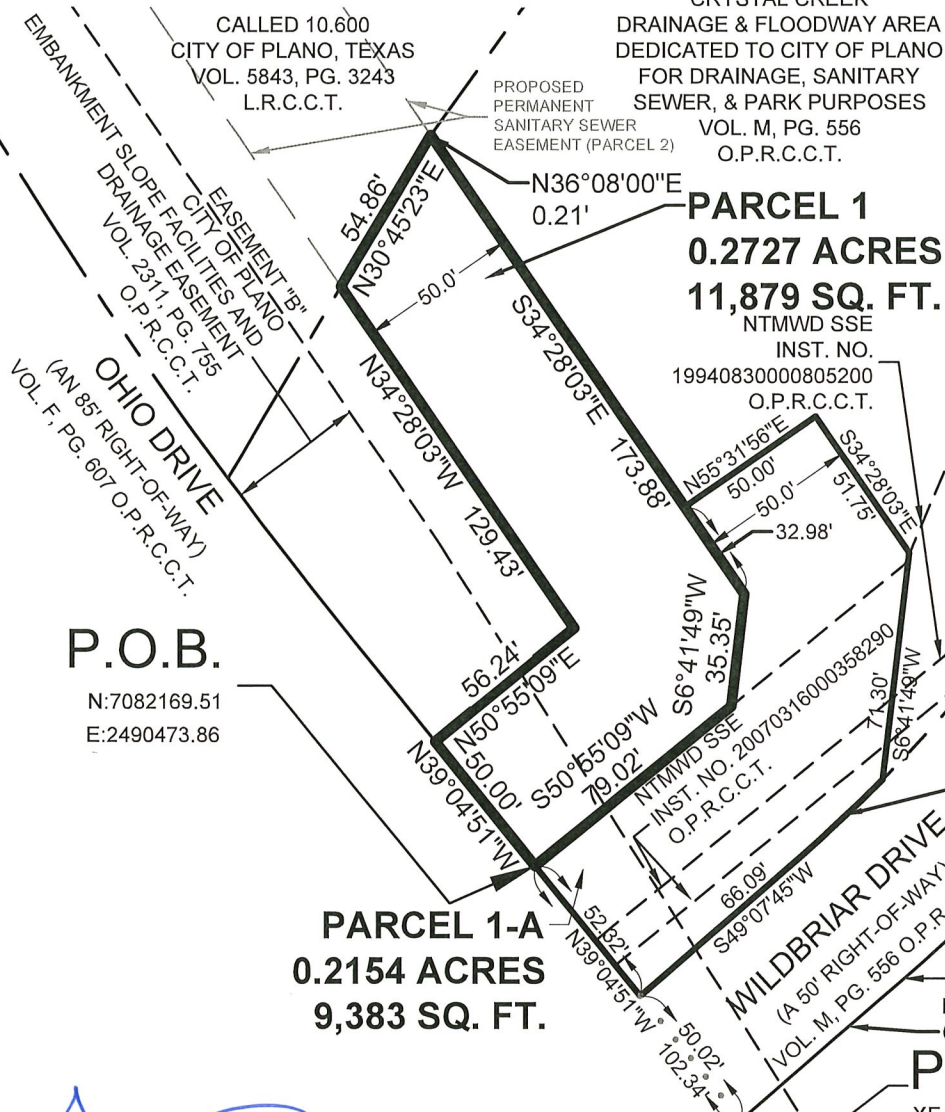 CALLED 10.600
CITY OF PLANO, TEXAS
VOL. 5843, PG. 3243
L.R.C.C.T.
CRYSTAL CREEK
DRAINAGE & FLOODWAY AREA
DEDICATED TO CITY OF PLANO
FOR DRAINAGE, SANITARY
SEWER, & PARK PURPOSES
VOL. M, PG. 556
O.P.R.C.C.T.
PROPOSED
PERMANENT
SANITARY SEWER
EASEMENT (PARCEL 2)
N36°08'00"E
0.21'
PARCEL 1
0.2727 ACRES
11,879 SQ. FT.
EASEMENT "B"
CITY OF PLANO
EMBANKMENT SLOPE FACILITIES AND
DRAINAGE EASEMENT
VOL. 2311, PG. 755
O.P.R.C.C.T.
54.86'
N30°45'23"E
50.0'
S34°28'03"E 173.88'
N34°28'03"W 129.43'
NTMWD SSE
INST. NO.
19940830000805200
O.P.R.C.C.T.
OHIO DRIVE
(AN 85' RIGHT-OF-WAY)
VOL. F, PG. 607 O.P.R.C.C.T.
N55°31'56"E
50.00'
50.0'
S34°28'03"E
51.75'
32.98'
S6°41'49"W
35.35'
P.O.B.
N:7082169.51
E:2490473.86
56.24'
N50°55'09"E
N39°04'51"W
50.00'
S50°55'09"W
79.02'
NTMWD SSE
INST. NO. 20070316000358290
O.P.R.C.C.T.
71.30'
S6°41'49"W
66.09'
S49°07'45"W
PARCEL 1-A
0.2154 ACRES
9,383 SQ. FT.
52.32'
N39°04'51"W
50.02'
102.34'
WILDBRIAR DRIVE
(A 50' RIGHT-OF-WAY)
VOL. M, PG. 556 O.P.R
P